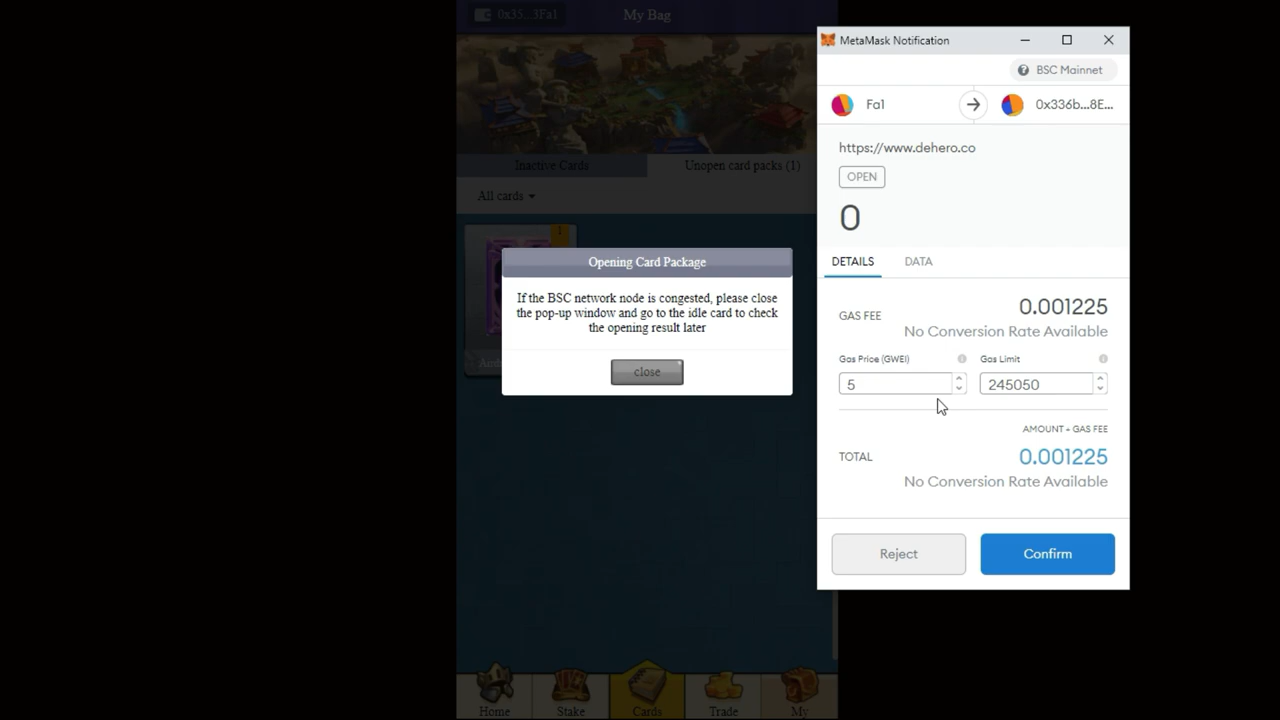 0x35...3Fa1
My Bag
Inactive Cards
Unopen card packs (1)
All cards
1
Opening Card Package
If the BSC network node is congested, please close
the pop-up window and go to the idle card to check
the opening result later
close
Home
Stake
Cards
Trade
My
MetaMask Notification
BSC Mainnet
Fa1
0x336b...8E...
https://www.dehero.co
OPEN
0
DETAILS
DATA
GAS FEE
0.001225
No Conversion Rate Available
Gas Price (GWEI)
Gas Limit
5
245050
AMOUNT + GAS FEE
TOTAL
0.001225
No Conversion Rate Available
Reject
Confirm